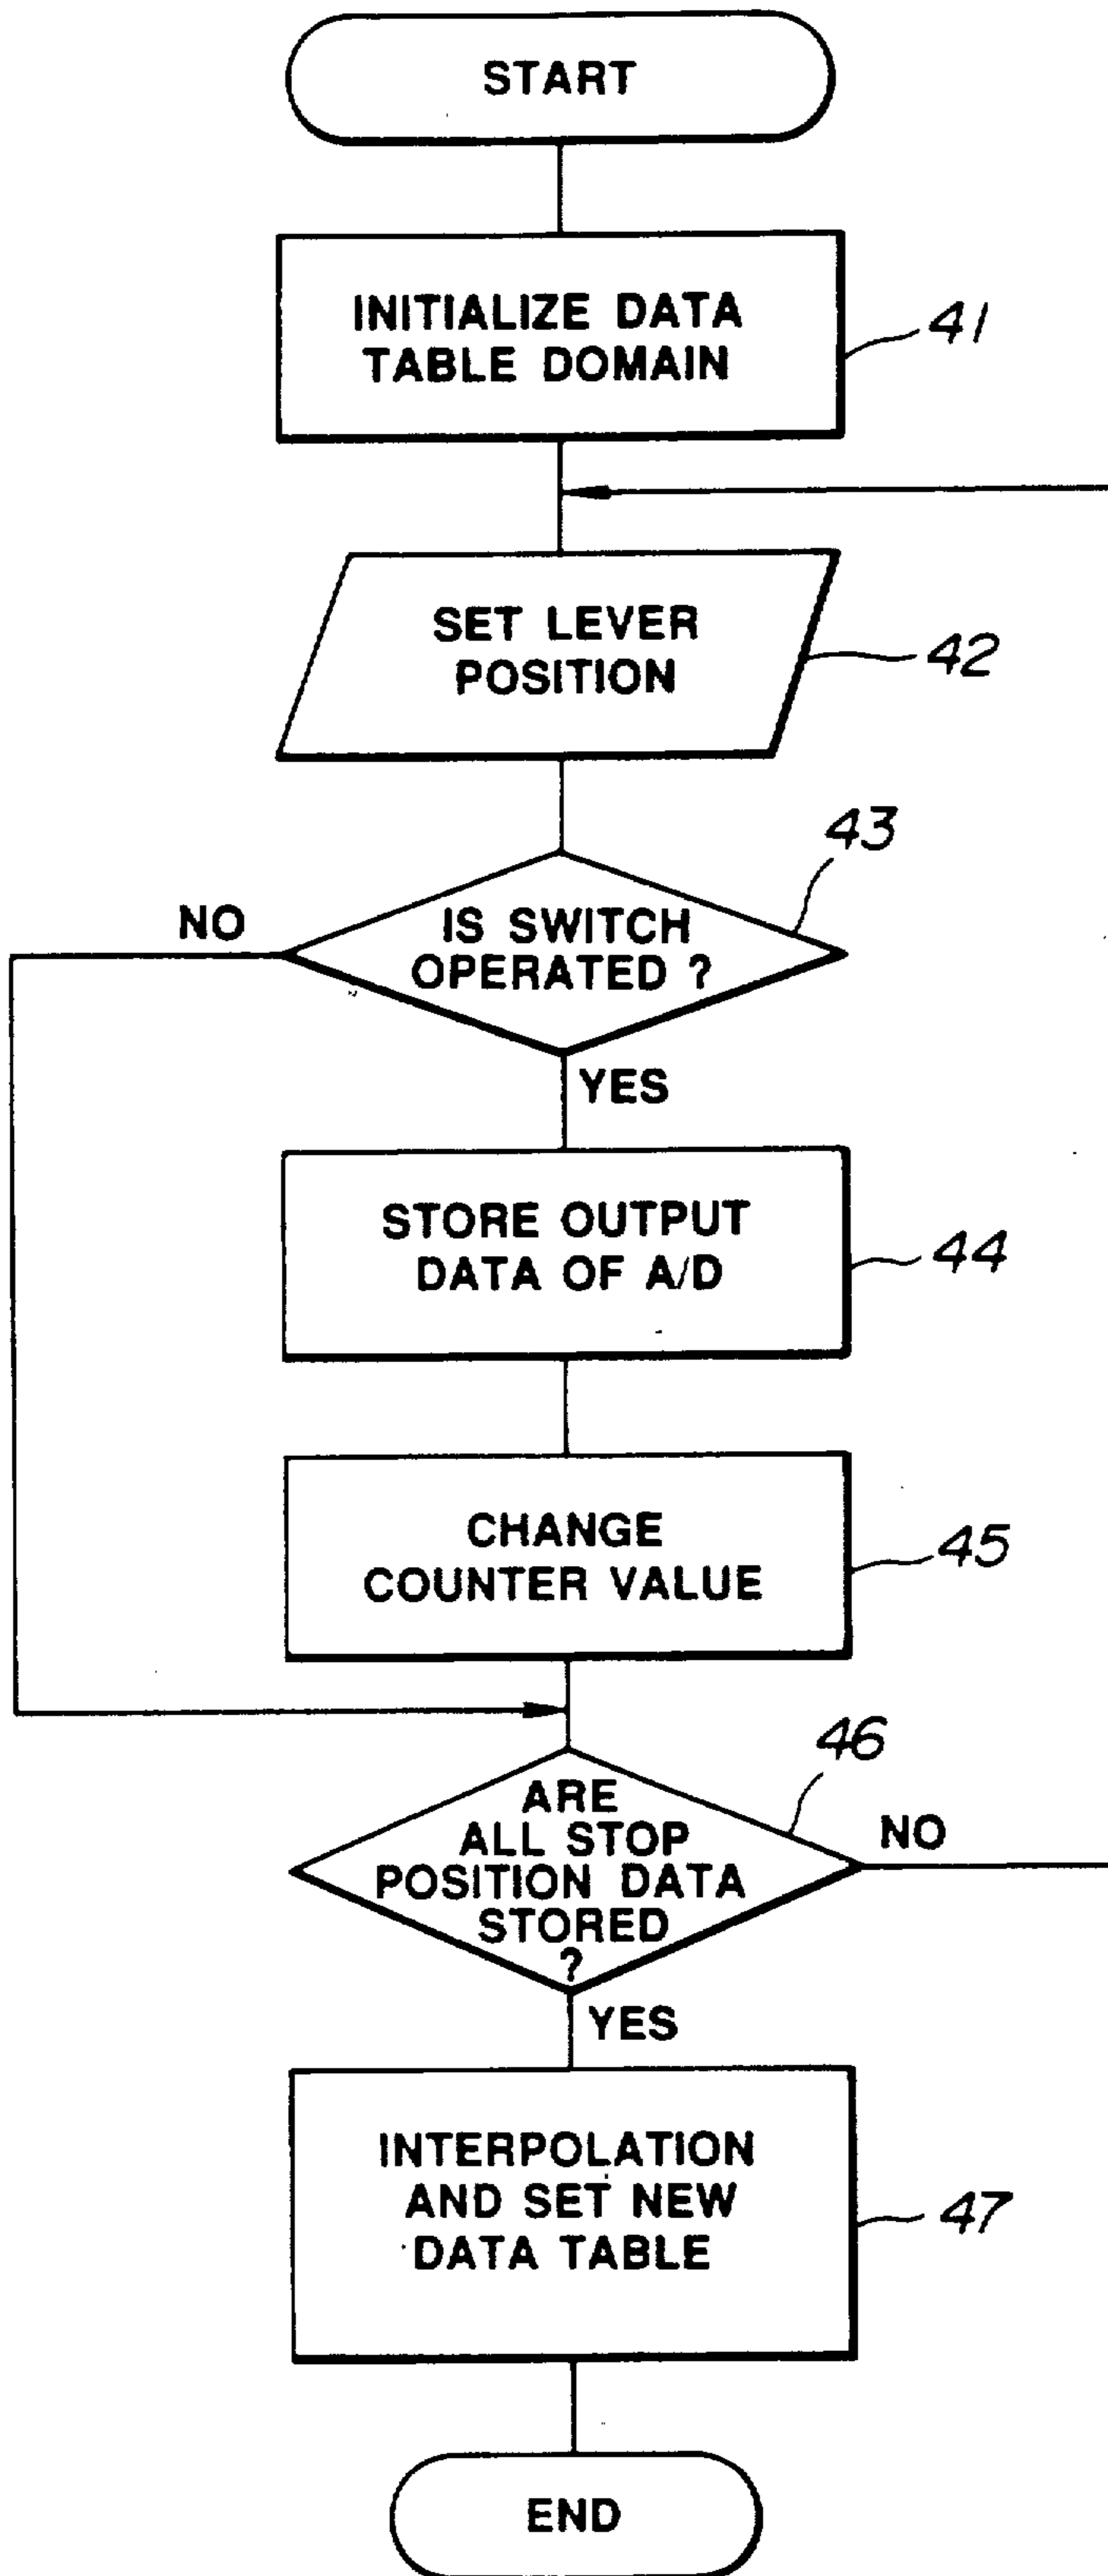 START
INITIALIZE DATA
TABLE DOMAIN
41
SET LEVER
POSITION
42
43
NO
IS SWITCH
OPERATED ?
YES
STORE OUTPUT
DATA OF A/D
44
CHANGE
COUNTER VALUE
45
46
ARE
ALL STOP
POSITION DATA
STORED
?
NO
YES
INTERPOLATION
AND SET NEW
DATA TABLE
47
END